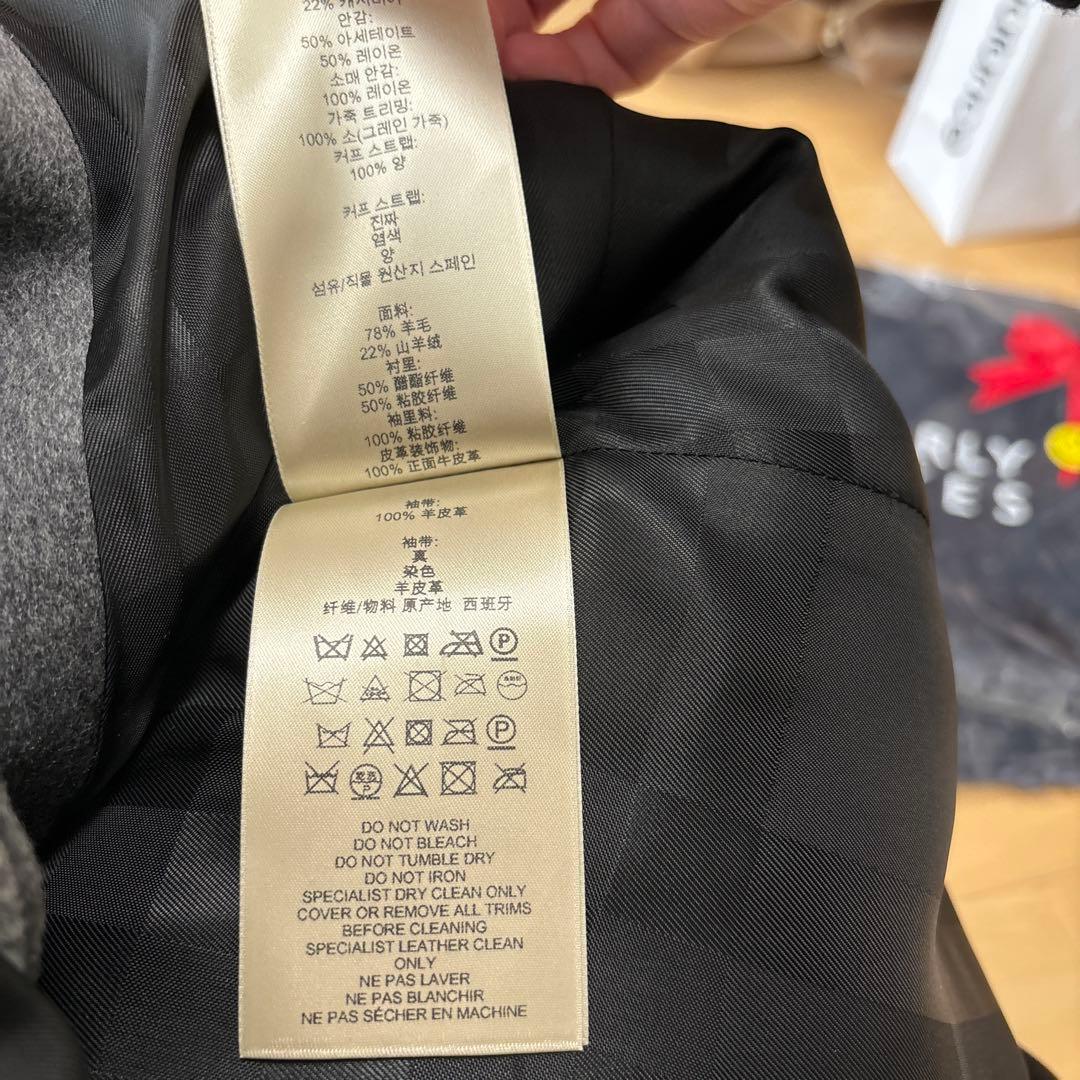 22% 캐시미어
안감:
50% 아세테이트
50% 레이온
소매 안감:
100% 레이온
가죽 트리밍:
100% 소(그레인 가죽)
커프 스트랩:
100% 양
커프 스트랩:
진짜
염색
양
섬유/직물 원산지 스페인
面料:
78% 羊毛
22% 山羊绒
衬里:
50% 醋酯纤维
50% 粘胶纤维
袖里料:
100% 粘胶纤维
皮革装饰物:
100% 正面牛皮革
袖带:
100% 羊皮革
袖带:
真
染色
羊皮革
纤维/物料 原产地 西班牙
P
P
P
DO NOT WASH
DO NOT BLEACH
DO NOT TUMBLE DRY
DO NOT IRON
SPECIALIST DRY CLEAN ONLY
COVER OR REMOVE ALL TRIMS
BEFORE CLEANING
SPECIALIST LEATHER CLEAN
ONLY
NE PAS LAVER
NE PAS BLANCHIR
NE PAS SÉCHER EN MACHINE